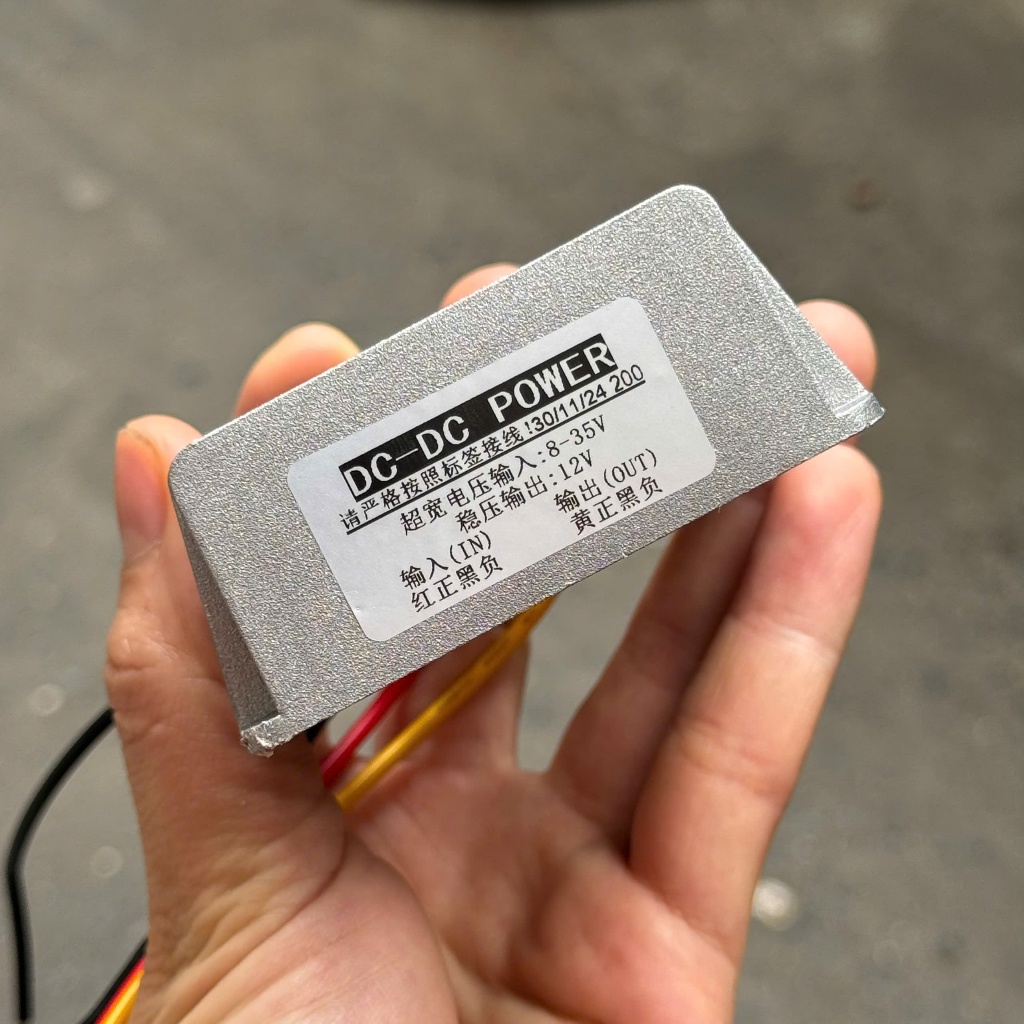 DC-DC POWER
请严格按照标签接线!30/11/24 200
超宽电压输入:8-35V
稳压输出:12V
输入(IN) 输出(OUT)
红正黑负 黄正黑负